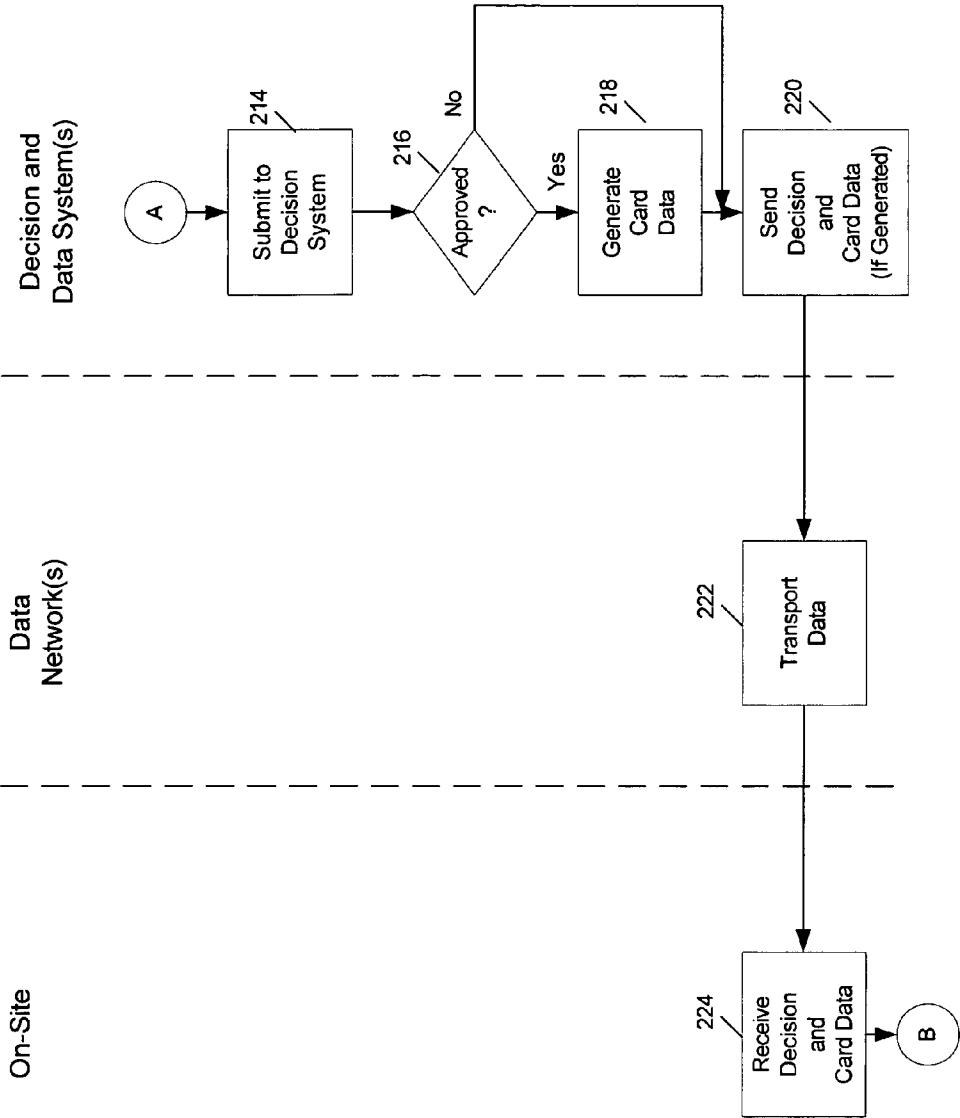 On-Site
Data
Network(s)
Decision and
Data System(s)
A
214
Submit to
Decision
System
216
Approved
?
No
Yes
218
Generate
Card
Data
220
Send
Decision
and
Card Data
(If Generated)
222
Transport
Data
224
Receive
Decision
and
Card Data
B